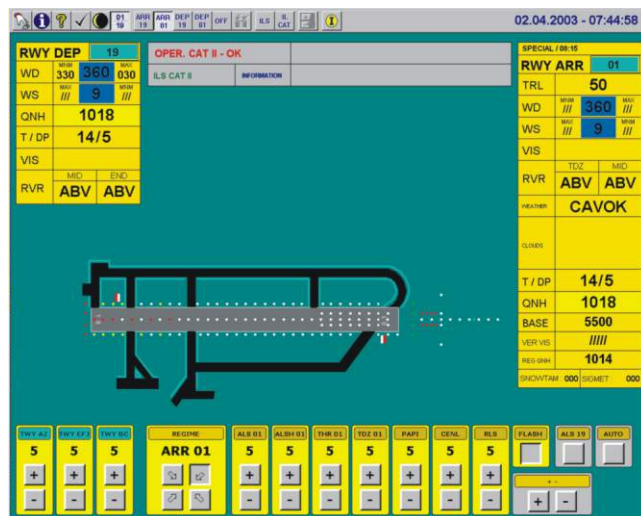 01 19
ARR 19
ARR 01
DEP 19
DEP 01
OFF
ILS
IL CAT
02.04.2003 - 07:44:58
RWY DEP 19
WD MNM 330 360 MAX 030
WS MAX /// 9 MNM ///
QNH 1018
T / DP 14/5
VIS
MID END
RVR ABV ABV
OPER. CAT II - OK
ILS CAT II INFORMATION
SPECIAL / 08:15
RWY ARR 01
TRL 50
WD MNM /// 360 MAX ///
WS MAX /// 9 MNM ///
VIS
TDZ MID
RVR ABV ABV
WEATHER CAVOK
CLOUDS
T / DP 14/5
QNH 1018
BASE 5500
VER VIS /////
REG QNH 1014
SNOWTAM 000 SIGMET 000
TWY AZ 5 + -
TWY EFJ 5 + -
TWY BG 5 + -
REGIME
ARR 01
ALS 01 5 + -
ALSH 01 5 + -
THR 01 5 + -
TDZ 01 5 + -
PAPI 5 + -
CENL 5 + -
RLS 5 + -
FLASH
ALS 19
AUTO
+ -
+ -